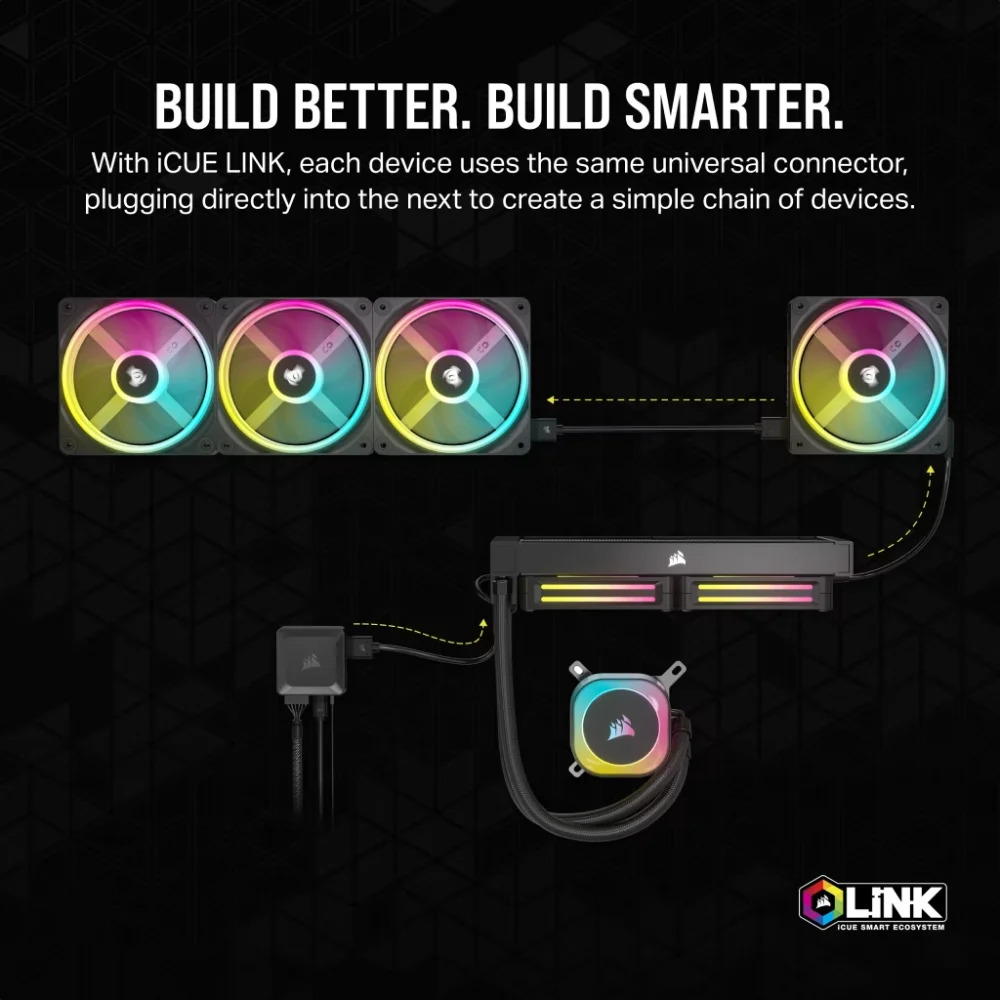 BUILD BETTER. BUILD SMARTER.
With iCUE LINK, each device uses the same universal connector,
plugging directly into the next to create a simple chain of devices.
LiNK
iCUE SMART ECOSYSTEM